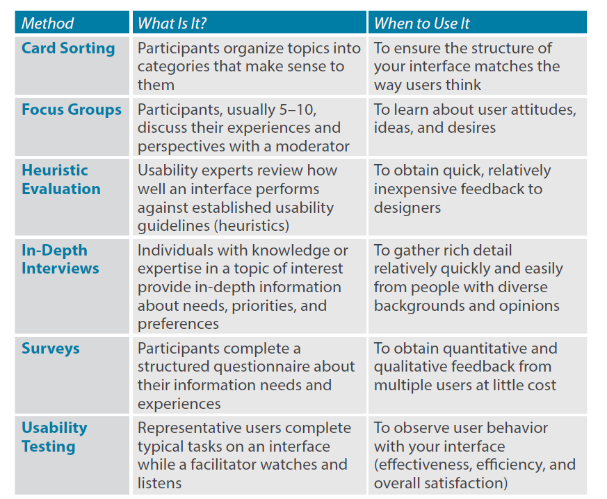 Method What Is It? When to Use It
Card Sorting Participants organize topics into To ensure the structure of
categories that make sense to your interface matches the
them way users think
Focus Groups Participants, usually 5–10, To learn about user attitudes,
discuss their experiences and ideas, and desires
perspectives with a moderator
Heuristic Usability experts review how To obtain quick, relatively
Evaluation well an interface performs inexpensive feedback to
against established usability designers
guidelines (heuristics)
In-Depth Individuals with knowledge or To gather rich detail
Interviews expertise in a topic of interest relatively quickly and easily
provide in-depth information from people with diverse
about needs, priorities, and backgrounds and opinions
preferences
Surveys Participants complete a To obtain quantitative and
structured questionnaire about qualitative feedback from
their information needs and multiple users at little cost
experiences
Usability Representative users complete To observe user behavior
Testing typical tasks on an interface with your interface
while a facilitator watches and (effectiveness, efficiency, and
listens overall satisfaction)